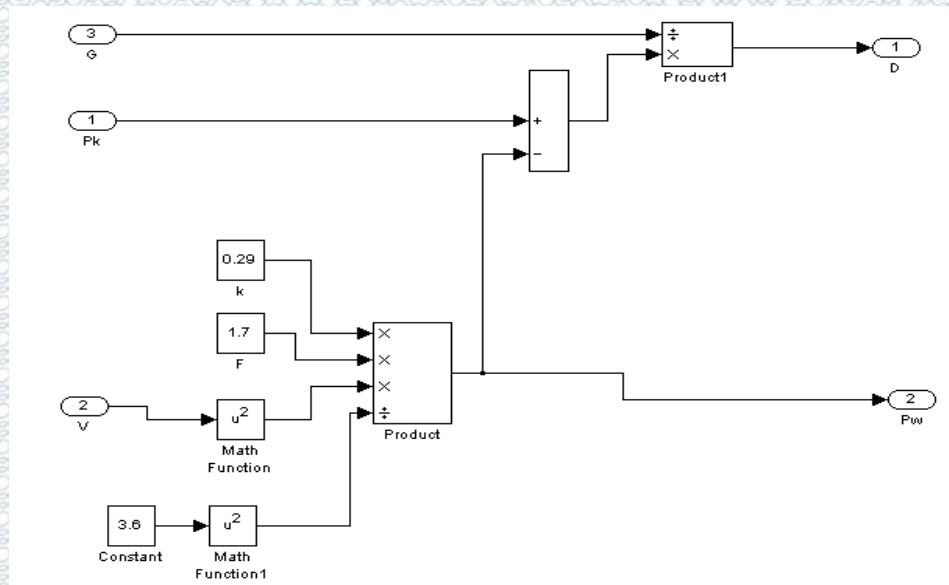 3
G
÷
×
Product1
1
D
1
Pk
+
−
0.29
k
1.7
F
2
V
u²
Math
Function
×
×
×
÷
Product
2
Pw
3.6
Constant
u²
Math
Function1